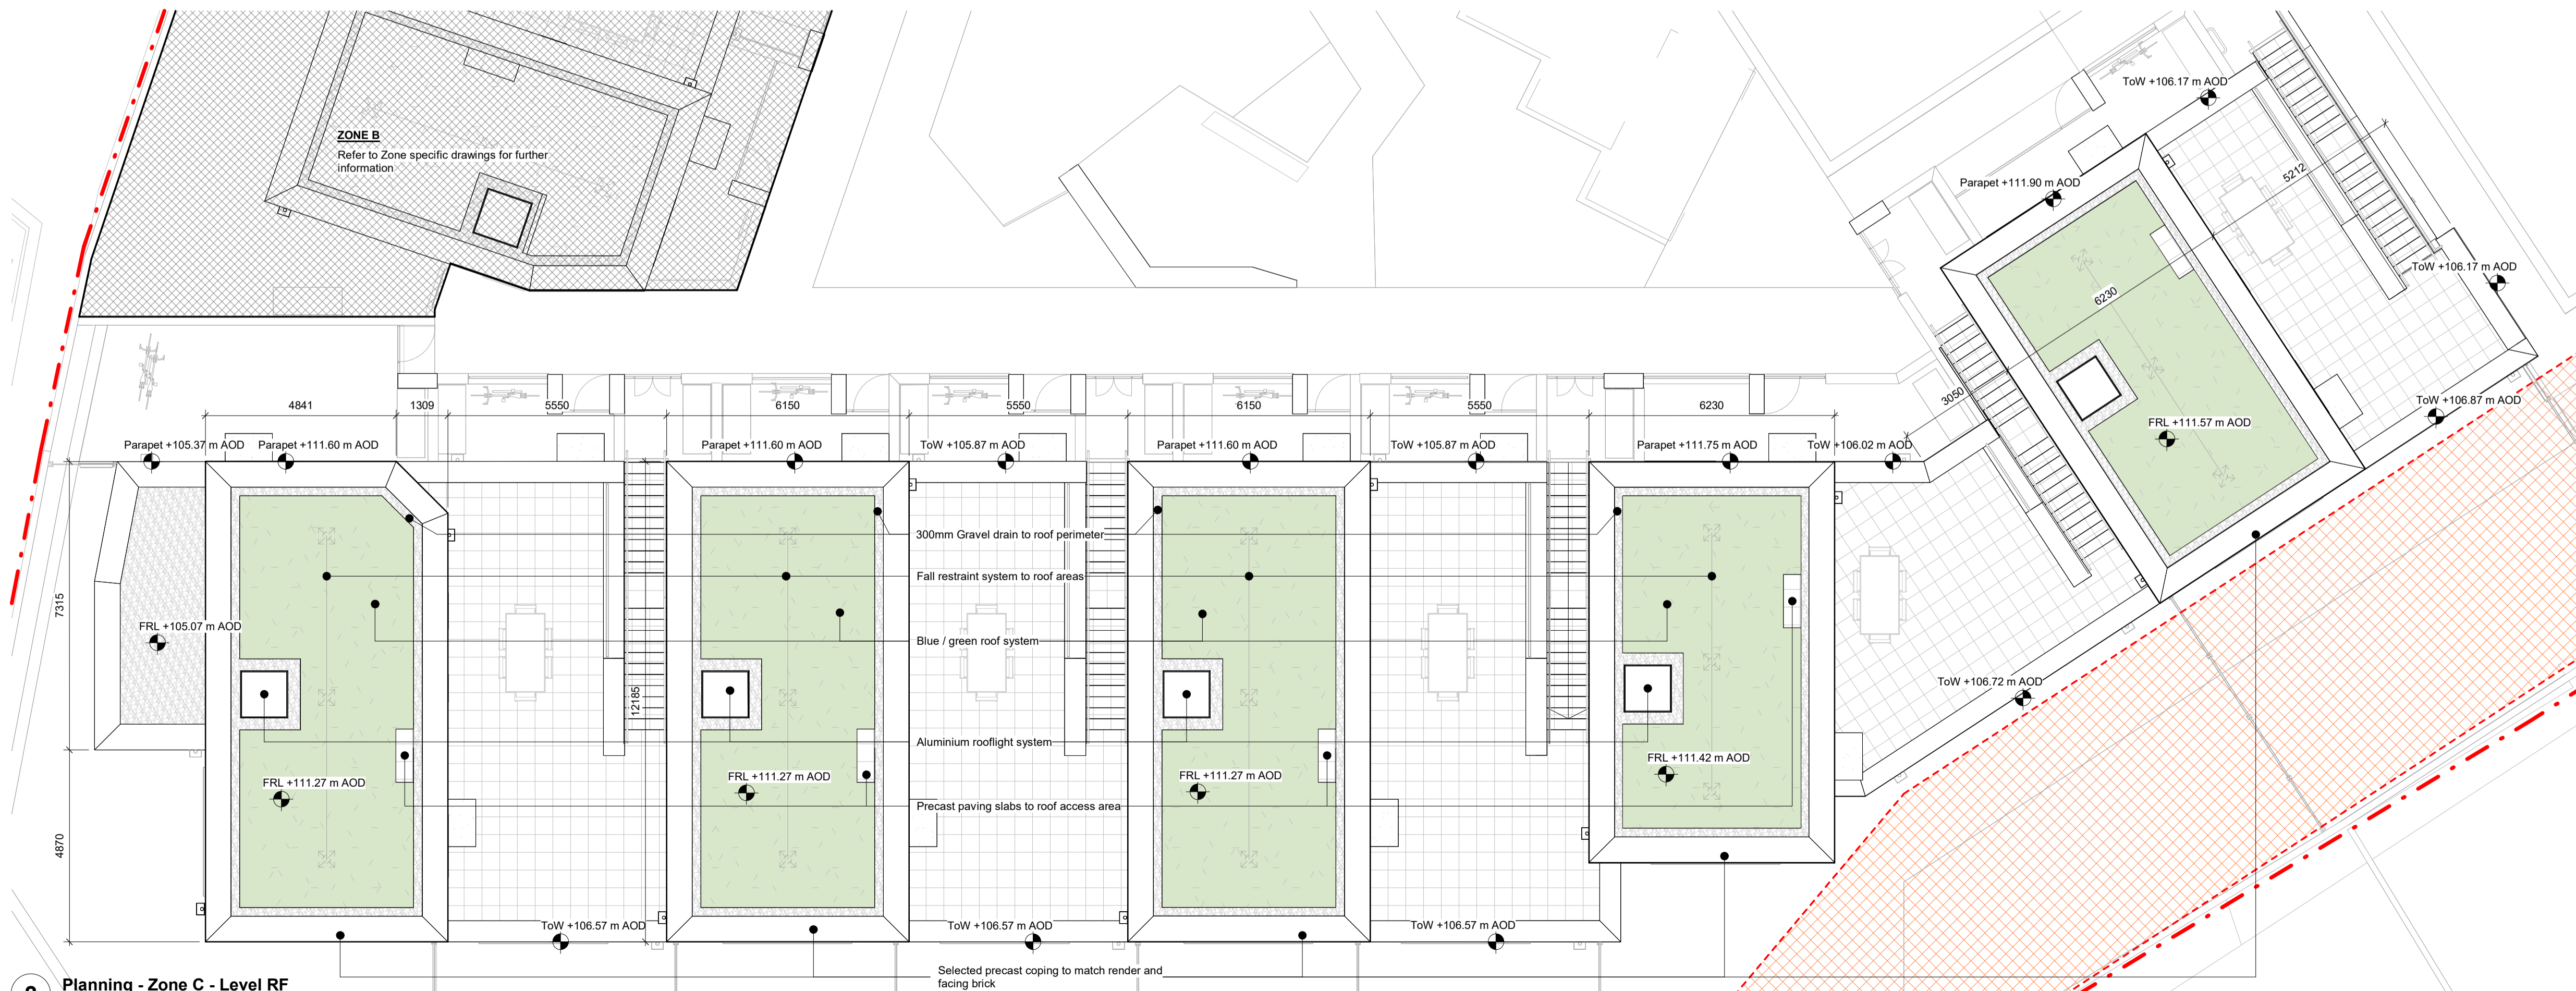 ToW +106.17 m AOD
ZONE B
Refer to Zone specific drawings for further
information
5212
Parapet +111.90 m AOD
ToW +106.17 m AOD
6230
3050
ToW +106.87 m AOD
FRL +111.57 m AOD
4841
1309
5550
6150
5550
6150
5550
6230
Parapet +105.37 m AOD
Parapet +111.60 m AOD
Parapet +111.60 m AOD
ToW +105.87 m AOD
Parapet +111.60 m AOD
ToW +105.87 m AOD
Parapet +111.75 m AOD
ToW +106.02 m AOD
300mm Gravel drain to roof perimeter
Fall restraint system to roof areas
7315
FRL +105.07 m AOD
Blue / green roof system
ToW +106.72 m AOD
12185
Aluminium rooflight system
FRL +111.27 m AOD
FRL +111.27 m AOD
FRL +111.27 m AOD
FRL +111.42 m AOD
Precast paving slabs to roof access area
4870
ToW +106.57 m AOD
ToW +106.57 m AOD
ToW +106.57 m AOD
Selected precast coping to match render and
facing brick
Planning - Zone C - Level RF